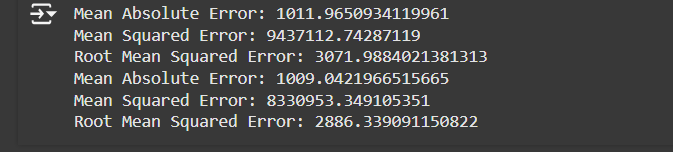 Mean Absolute Error: 1011.9650934119961
Mean Squared Error: 9437112.74287119
Root Mean Squared Error: 3071.9884021381313
Mean Absolute Error: 1009.0421966515665
Mean Squared Error: 8330953.349105351
Root Mean Squared Error: 2886.339091150822